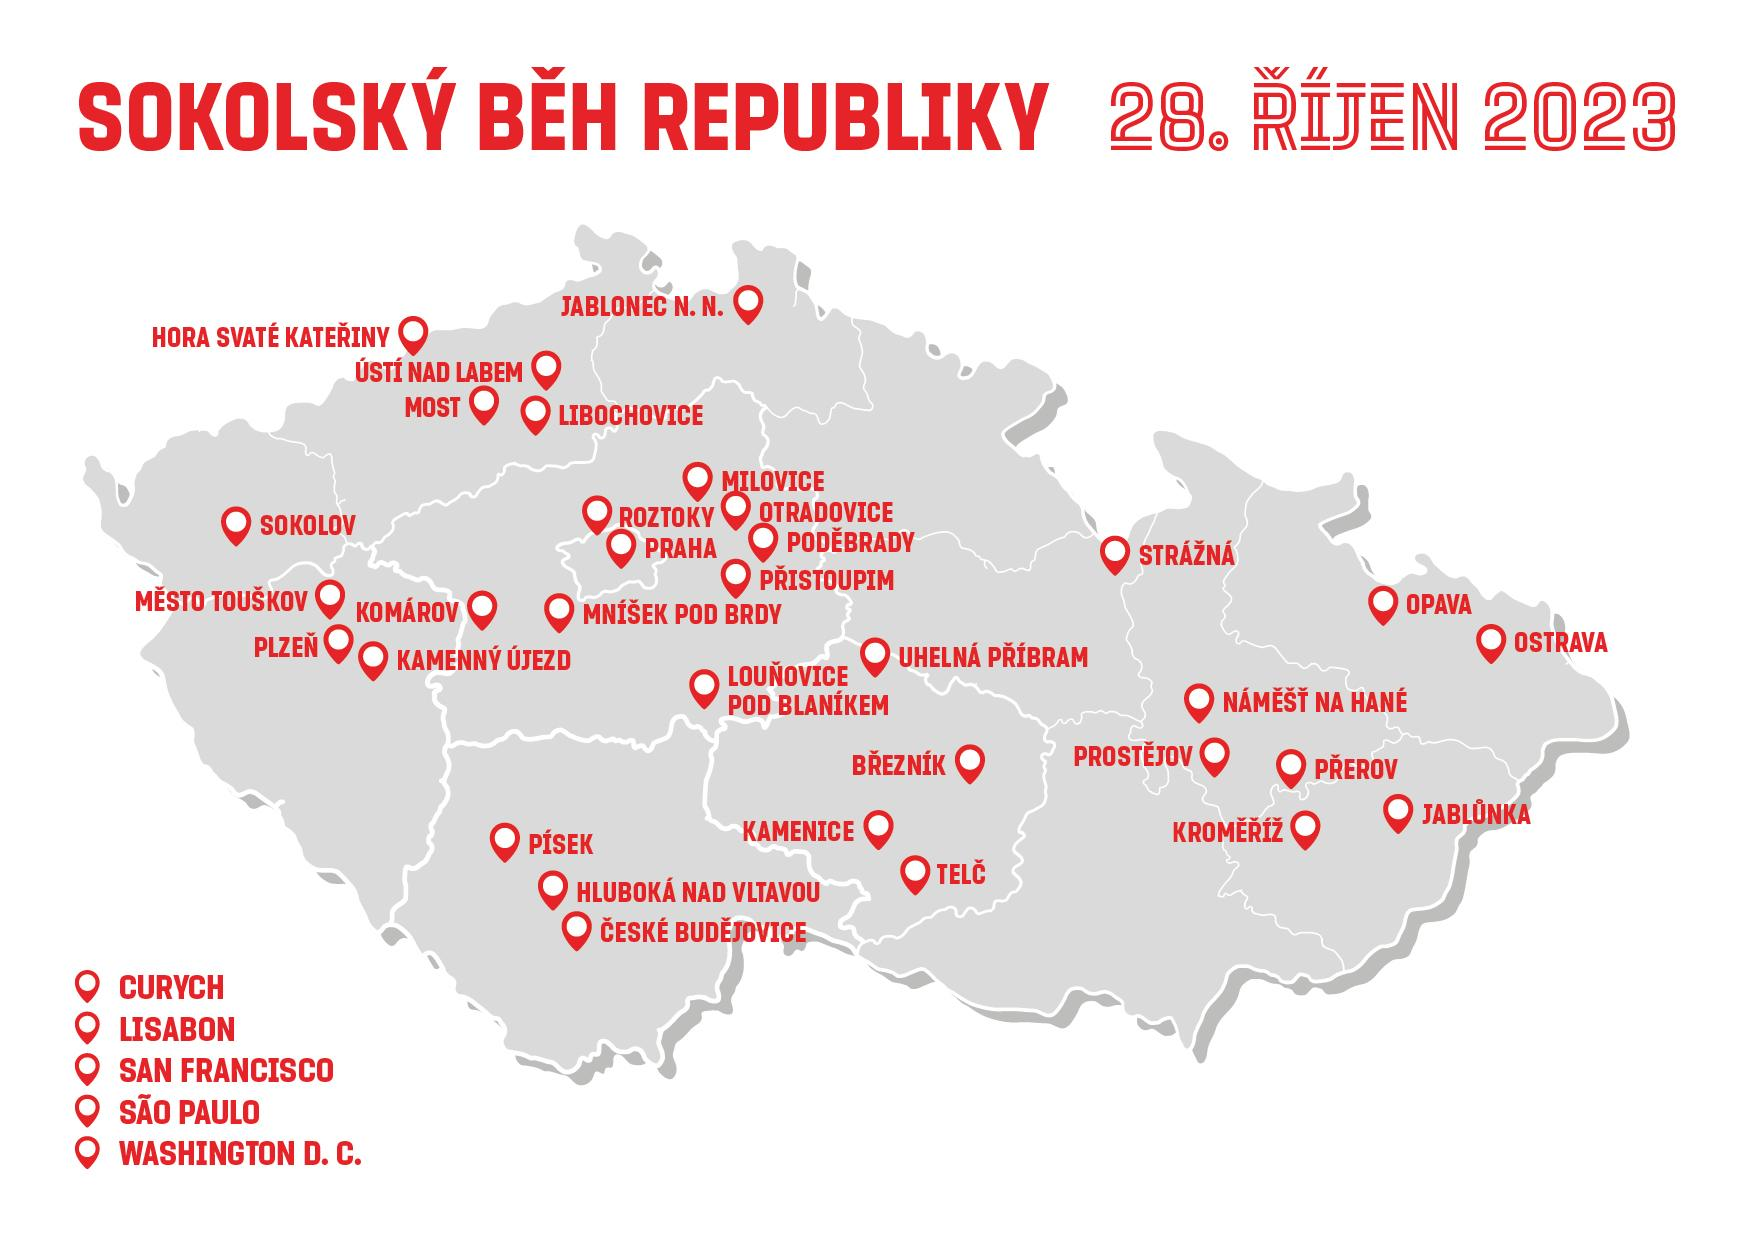 SOKOLSKÝ BĚH REPUBLIKY 28. ŘÍJEN 2023
JABLONEC N. N.
HORA SVATÉ KATEŘINY
ÚSTÍ NAD LABEM
MOST
LIBOCHOVICE
MILOVICE
ROZTOKY
OTRADOVICE
SOKOLOV
PRAHA
PODĚBRADY
STRÁŽNÁ
PŘISTOUPIM
MĚSTO TOUŠKOV
KOMÁROV
MNÍŠEK POD BRDY
OPAVA
PLZEŇ
KAMENNÝ ÚJEZD
UHELNÁ PŘÍBRAM
OSTRAVA
LOUŇOVICE
POD BLANÍKEM
NÁMĚŠŤ NA HANÉ
BŘEZNÍK
PROSTĚJOV
PŘEROV
JABLŮNKA
KAMENICE
KROMĚŘÍŽ
PÍSEK
TELČ
HLUBOKÁ NAD VLTAVOU
ČESKÉ BUDĚJOVICE
CURYCH
LISABON
SAN FRANCISCO
SÃO PAULO
WASHINGTON D. C.